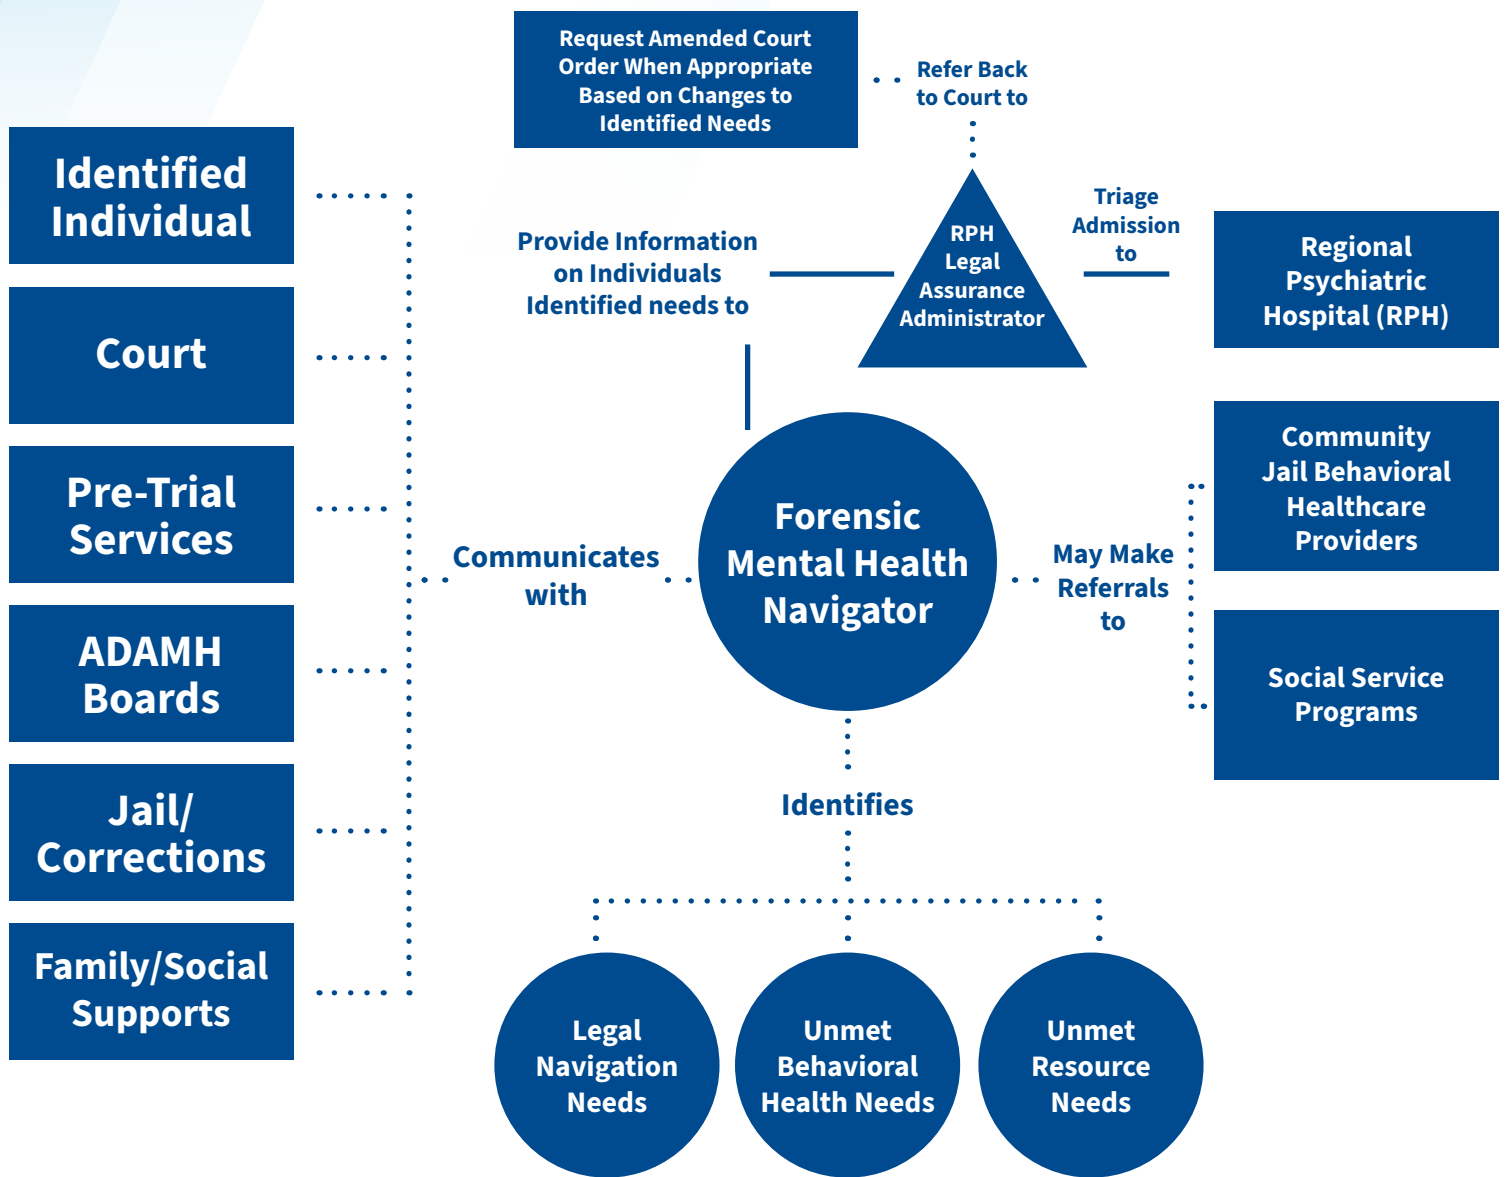 Request Amended Court
Order When Appropriate
Based on Changes to
Identified Needs
Refer Back
to Court to
Identified
Individual
Court
Pre-Trial
Services
ADAMH
Boards
Jail/
Corrections
Family/Social
Supports
Communicates
with
Provide Information
on Individuals
Identified needs to
RPH
Legal
Assurance
Administrator
Triage
Admission
to
Regional
Psychiatric
Hospital (RPH)
Forensic
Mental Health
Navigator
May Make
Referrals
to
Community
Jail Behavioral
Healthcare
Providers
Social Service
Programs
Identifies
Legal
Navigation
Needs
Unmet
Behavioral
Health Needs
Unmet
Resource
Needs